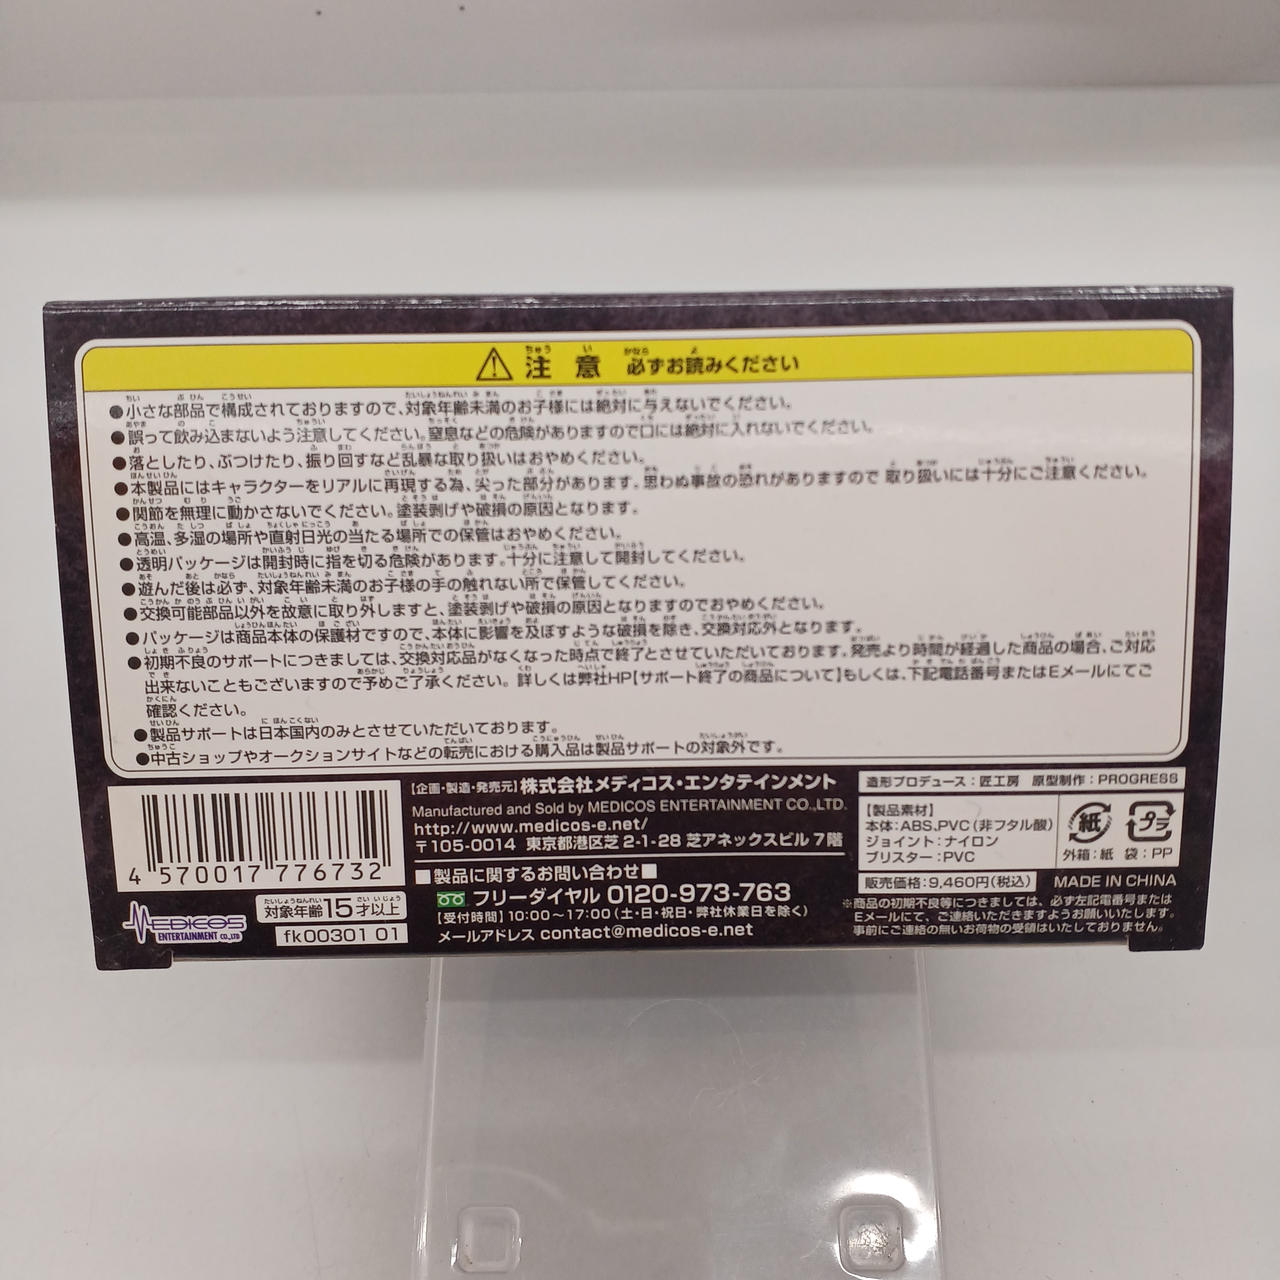 ⚠ 注意 必ずお読みください
●小さな部品で構成されておりますので、対象年齢未満のお子様には絶対に与えないでください。
●誤って飲み込まないよう注意してください。窒息などの危険がありますので口には絶対に入れないでください。
●落としたり、ぶつけたり、振り回すなど乱暴な取り扱いはおやめください。
●本製品にはキャラクターをリアルに再現する為、尖った部分があります。思わぬ事故の恐れがありますので 取り扱いには十分にご注意ください。
●関節を無理に動かさないでください。塗装剥げや破損の原因となります。
●高温、多湿の場所や直射日光の当たる場所での保管はおやめください。
●透明パッケージは開封時に指を切る危険があります。十分に注意して開封してください。
●遊んだ後は必ず、対象年齢未満のお子様の手の触れない所で保管してください。
●交換可能部品以外を故意に取り外しますと、塗装剥げや破損の原因となりますのでおやめください。
●パッケージは商品本体の保護材ですので、本体に影響を及ぼすような破損を除き、交換対応外となります。
●初期不良のサポートにつきましては、交換対応品がなくなった時点で終了とさせていただいております。発売より時間が経過した商品の場合、ご対応
出来ないこともございますので予めご了承ください。詳しくは弊社HP【サポート終了の商品について】もしくは、下記電話番号またはEメールにてご
確認ください。
●製品サポートは日本国内のみとさせていただいております。
●中古ショップやオークションサイトなどの転売における購入品は製品サポートの対象外です。
4 570017 776732
MEDICOS
ENTERTAINMENT CO.,LTD
対象年齢15才以上
fk00301 01
【企画・製造・発売元】株式会社メディコス・エンタテインメント
Manufactured and Sold by MEDICOS ENTERTAINMENT CO.,LTD.
http://www.medicos-e.net/
〒105-0014 東京都港区芝2-1-28 芝アネックスビル7階
■製品に関するお問い合わせ■
フリーダイヤル 0120-973-763
【受付時間】10:00〜17:00(土・日・祝日・弊社休業日を除く)
メールアドレス contact@medicos-e.net
造形プロデュース:匠工房 原型制作:PROGRESS
【製品素材】
本体:ABS、PVC(非フタル酸)
ジョイント:ナイロン
ブリスター:PVC
紙 プラ
外箱:紙 袋:PP
販売価格:9,460円(税込)
MADE IN CHINA
※商品の初期不良等につきましては、必ず左記電話番号または
Eメールにて、ご連絡いただきますようお願いいたします。
事前にご連絡の無いお荷物の受領はいたしておりません。